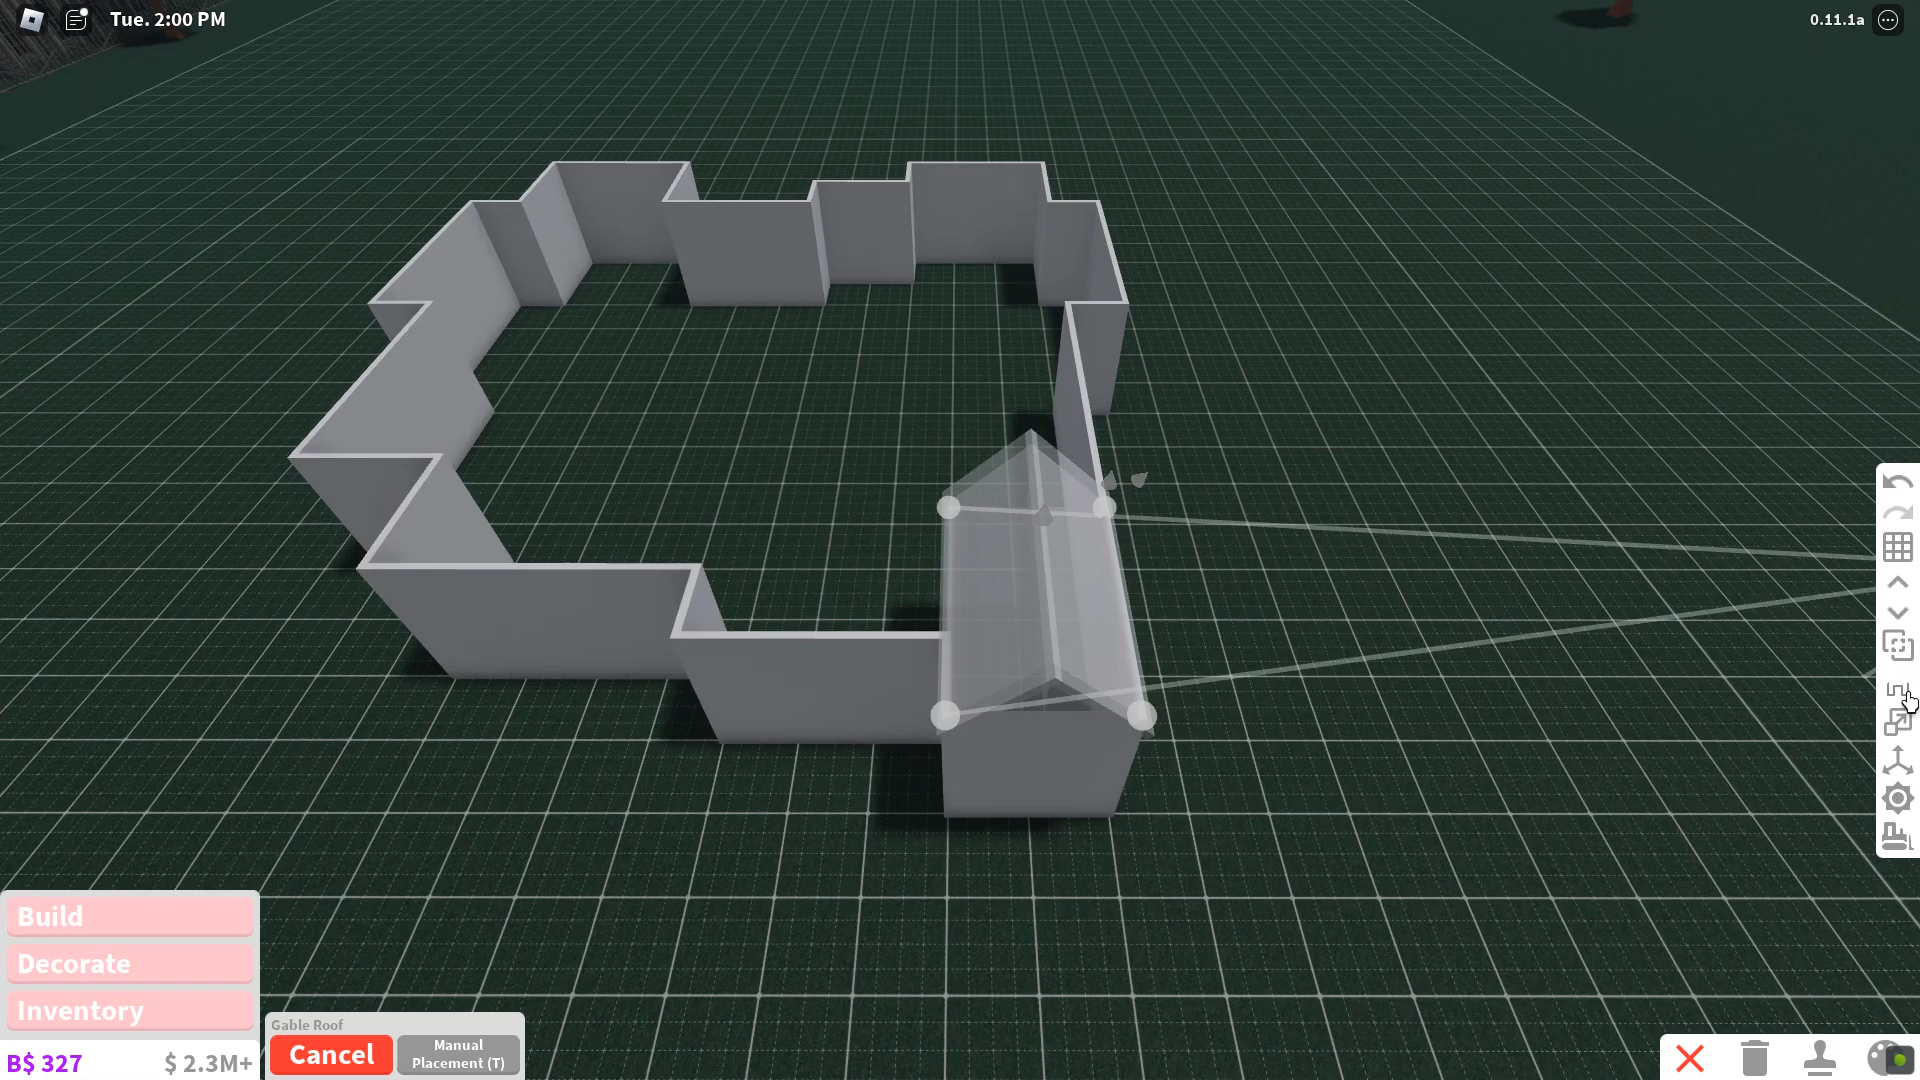 Tue. 2:00 PM
0.11.1a
Build
Decorate
Inventory
B$ 327
$ 2.3M+
Gable Roof
Cancel
Manual
Placement (T)